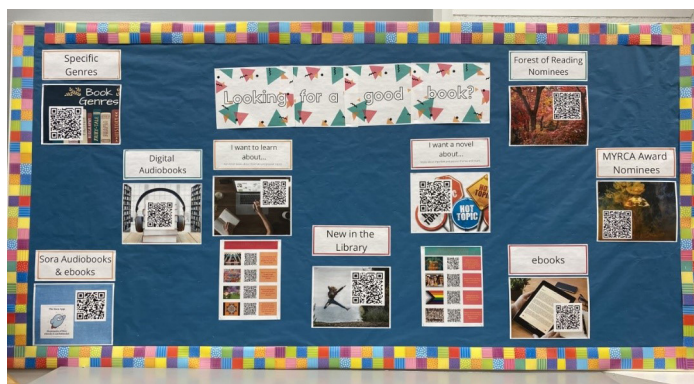 Looking for a good book?
Specific
Genres
Book
Genres
Digital
Audiobooks
Sora Audiobooks
& ebooks
I want to learn
about...
New in the
Library
I want a novel
about...
HOT
TOPIC
Forest of Reading
Nominees
MYRCA Award
Nominees
ebooks